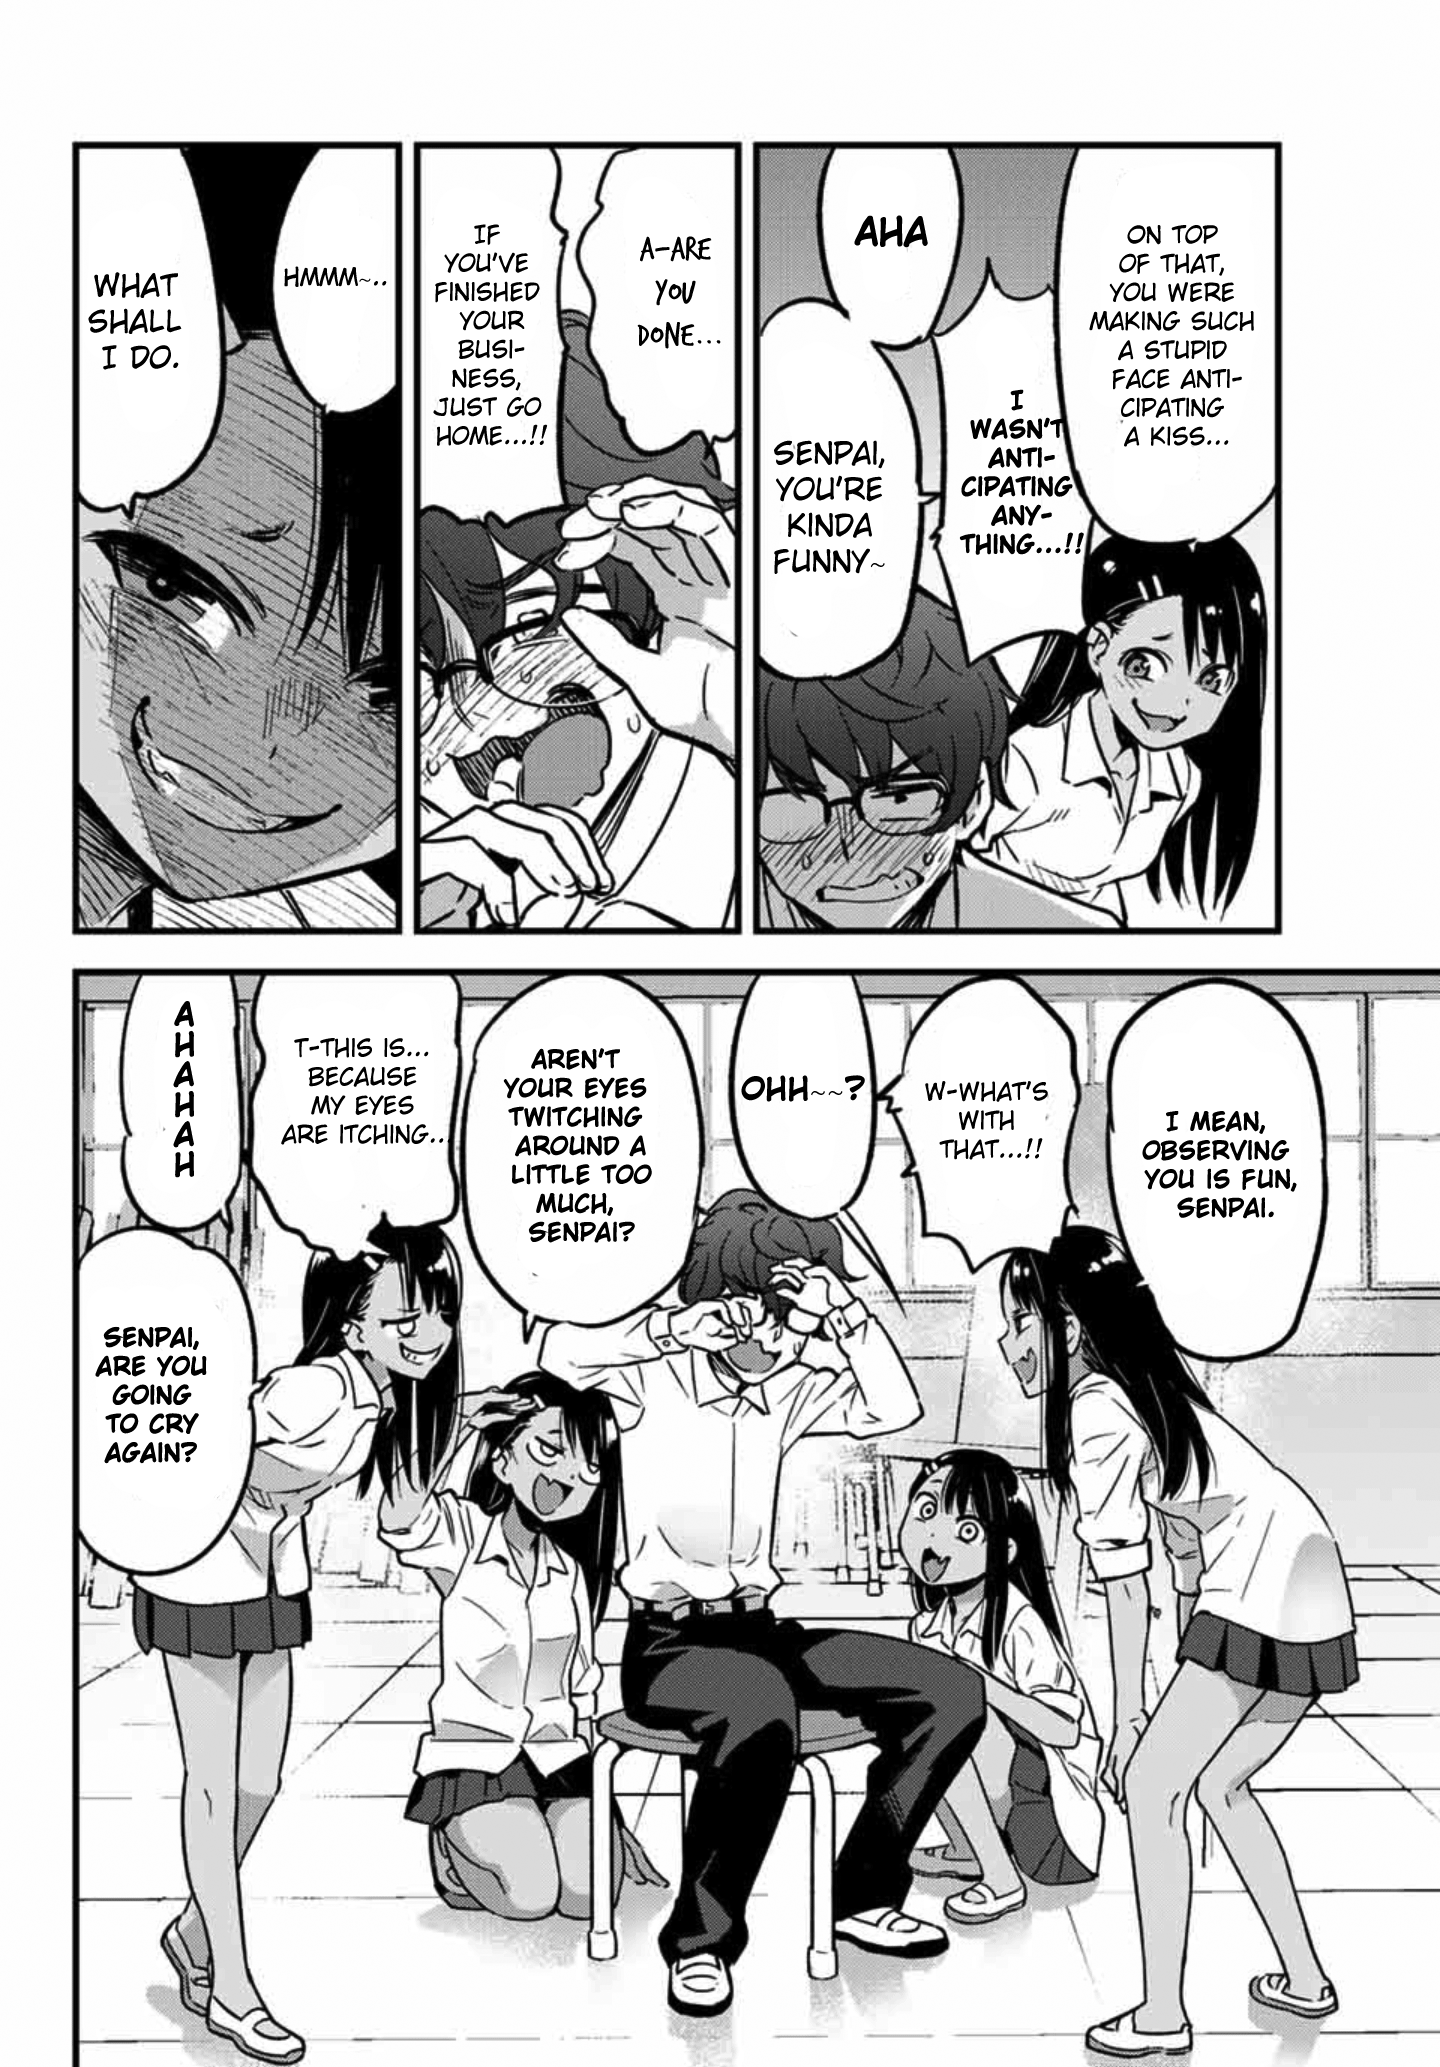 ON TOP
OF THAT,
YOU WERE
MAKING SUCH
A STUPID
FACE ANTI-
CIPATING
A KISS...
I
WASN'T
ANTI-
CIPATING
ANY-
THING...!!
AHA
SENPAI,
YOU'RE
KINDA
FUNNY~
A-ARE
YOU
DONE...
IF
YOU'VE
FINISHED
YOUR
BUSI-
NESS,
JUST GO
HOME...!!
HMMM~..
WHAT
SHALL
I DO.
I MEAN,
OBSERVING
YOU IS FUN,
SENPAI.
W-WHAT'S
WITH
THAT...!!
OHH~~?
AREN'T
YOUR EYES
TWITCHING
AROUND A
LITTLE TOO
MUCH,
SENPAI?
T-THIS IS...
BECAUSE
MY EYES
ARE ITCHING...
A
H
A
H
A
H
SENPAI,
ARE YOU
GOING
TO CRY
AGAIN?